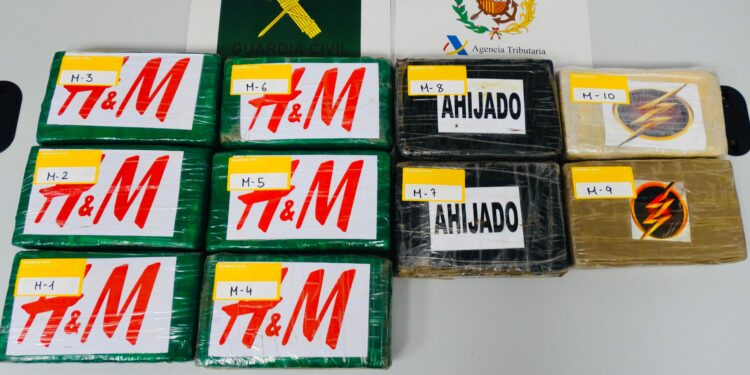 GUARDIA CIVIL
Agencia Tributaria
M-3
H&M
M-6
H&M
M-8
AHIJADO
M-10
M-2
H&M
M-5
H&M
M-7
AHIJADO
M-9
M-1
H&M
M-4
H&M